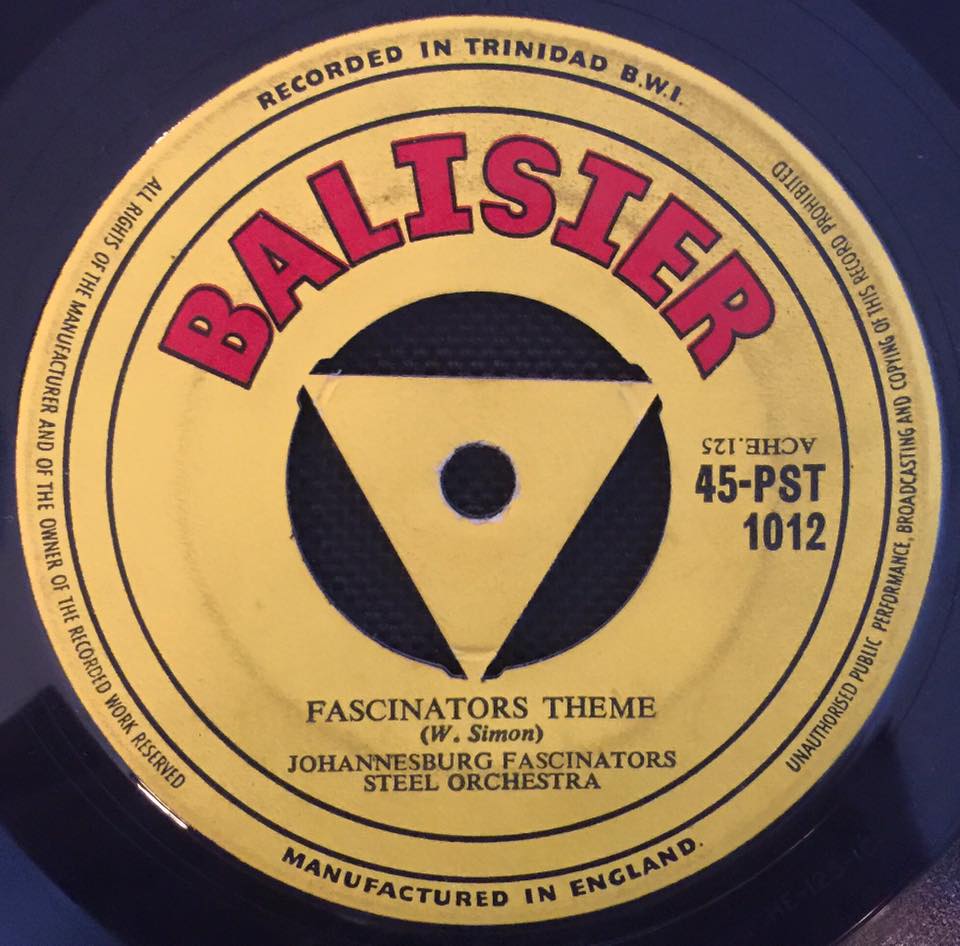 RECORDED IN TRINIDAD B.W.I.
BALISIER
ACHE.125
45-PST
1012
FASCINATORS THEME
(W. Simon)
JOHANNESBURG FASCINATORS
STEEL ORCHESTRA
MANUFACTURED IN ENGLAND.
ALL RIGHTS OF THE MANUFACTURER AND OF THE OWNER OF THE RECORDED WORK RESERVED
UNAUTHORISED PUBLIC PERFORMANCE, BROADCASTING AND COPYING OF THIS RECORD PROHIBITED